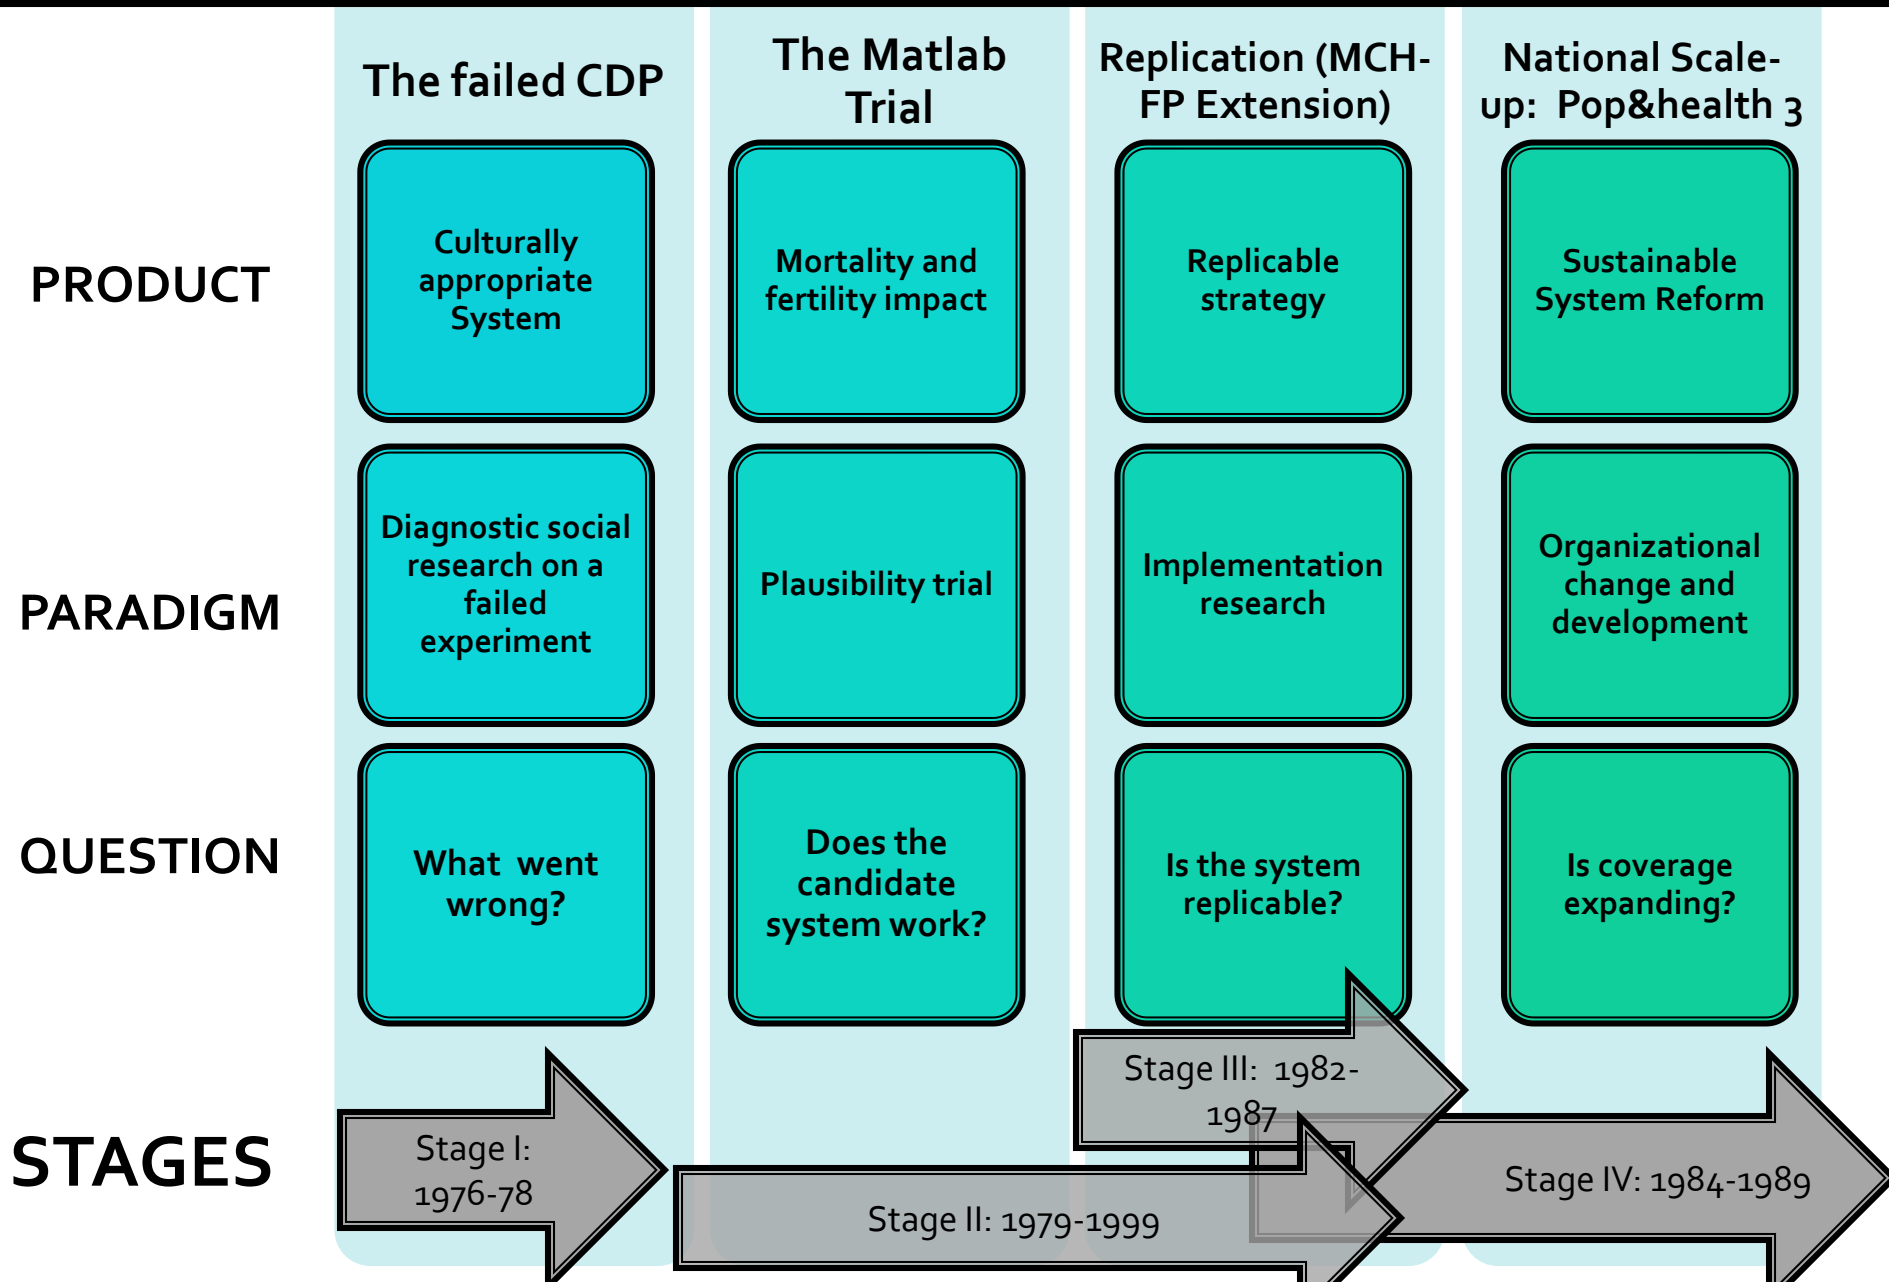 The failed CDP
The Matlab
Trial
Replication (MCH-
FP Extension)
National Scale-
up:  Pop&health 3
PRODUCT
Culturally
appropriate
System
Mortality and
fertility impact
Replicable
strategy
Sustainable
System Reform
PARADIGM
Diagnostic social
research on a
failed
experiment
Plausibility trial
Implementation
research
Organizational
change and
development
QUESTION
What  went
wrong?
Does the
candidate
system work?
Is the system
replicable?
Is coverage
expanding?
STAGES
Stage I:
1976-78
Stage II: 1979-1999
Stage III:  1982-
1987
Stage IV: 1984-1989